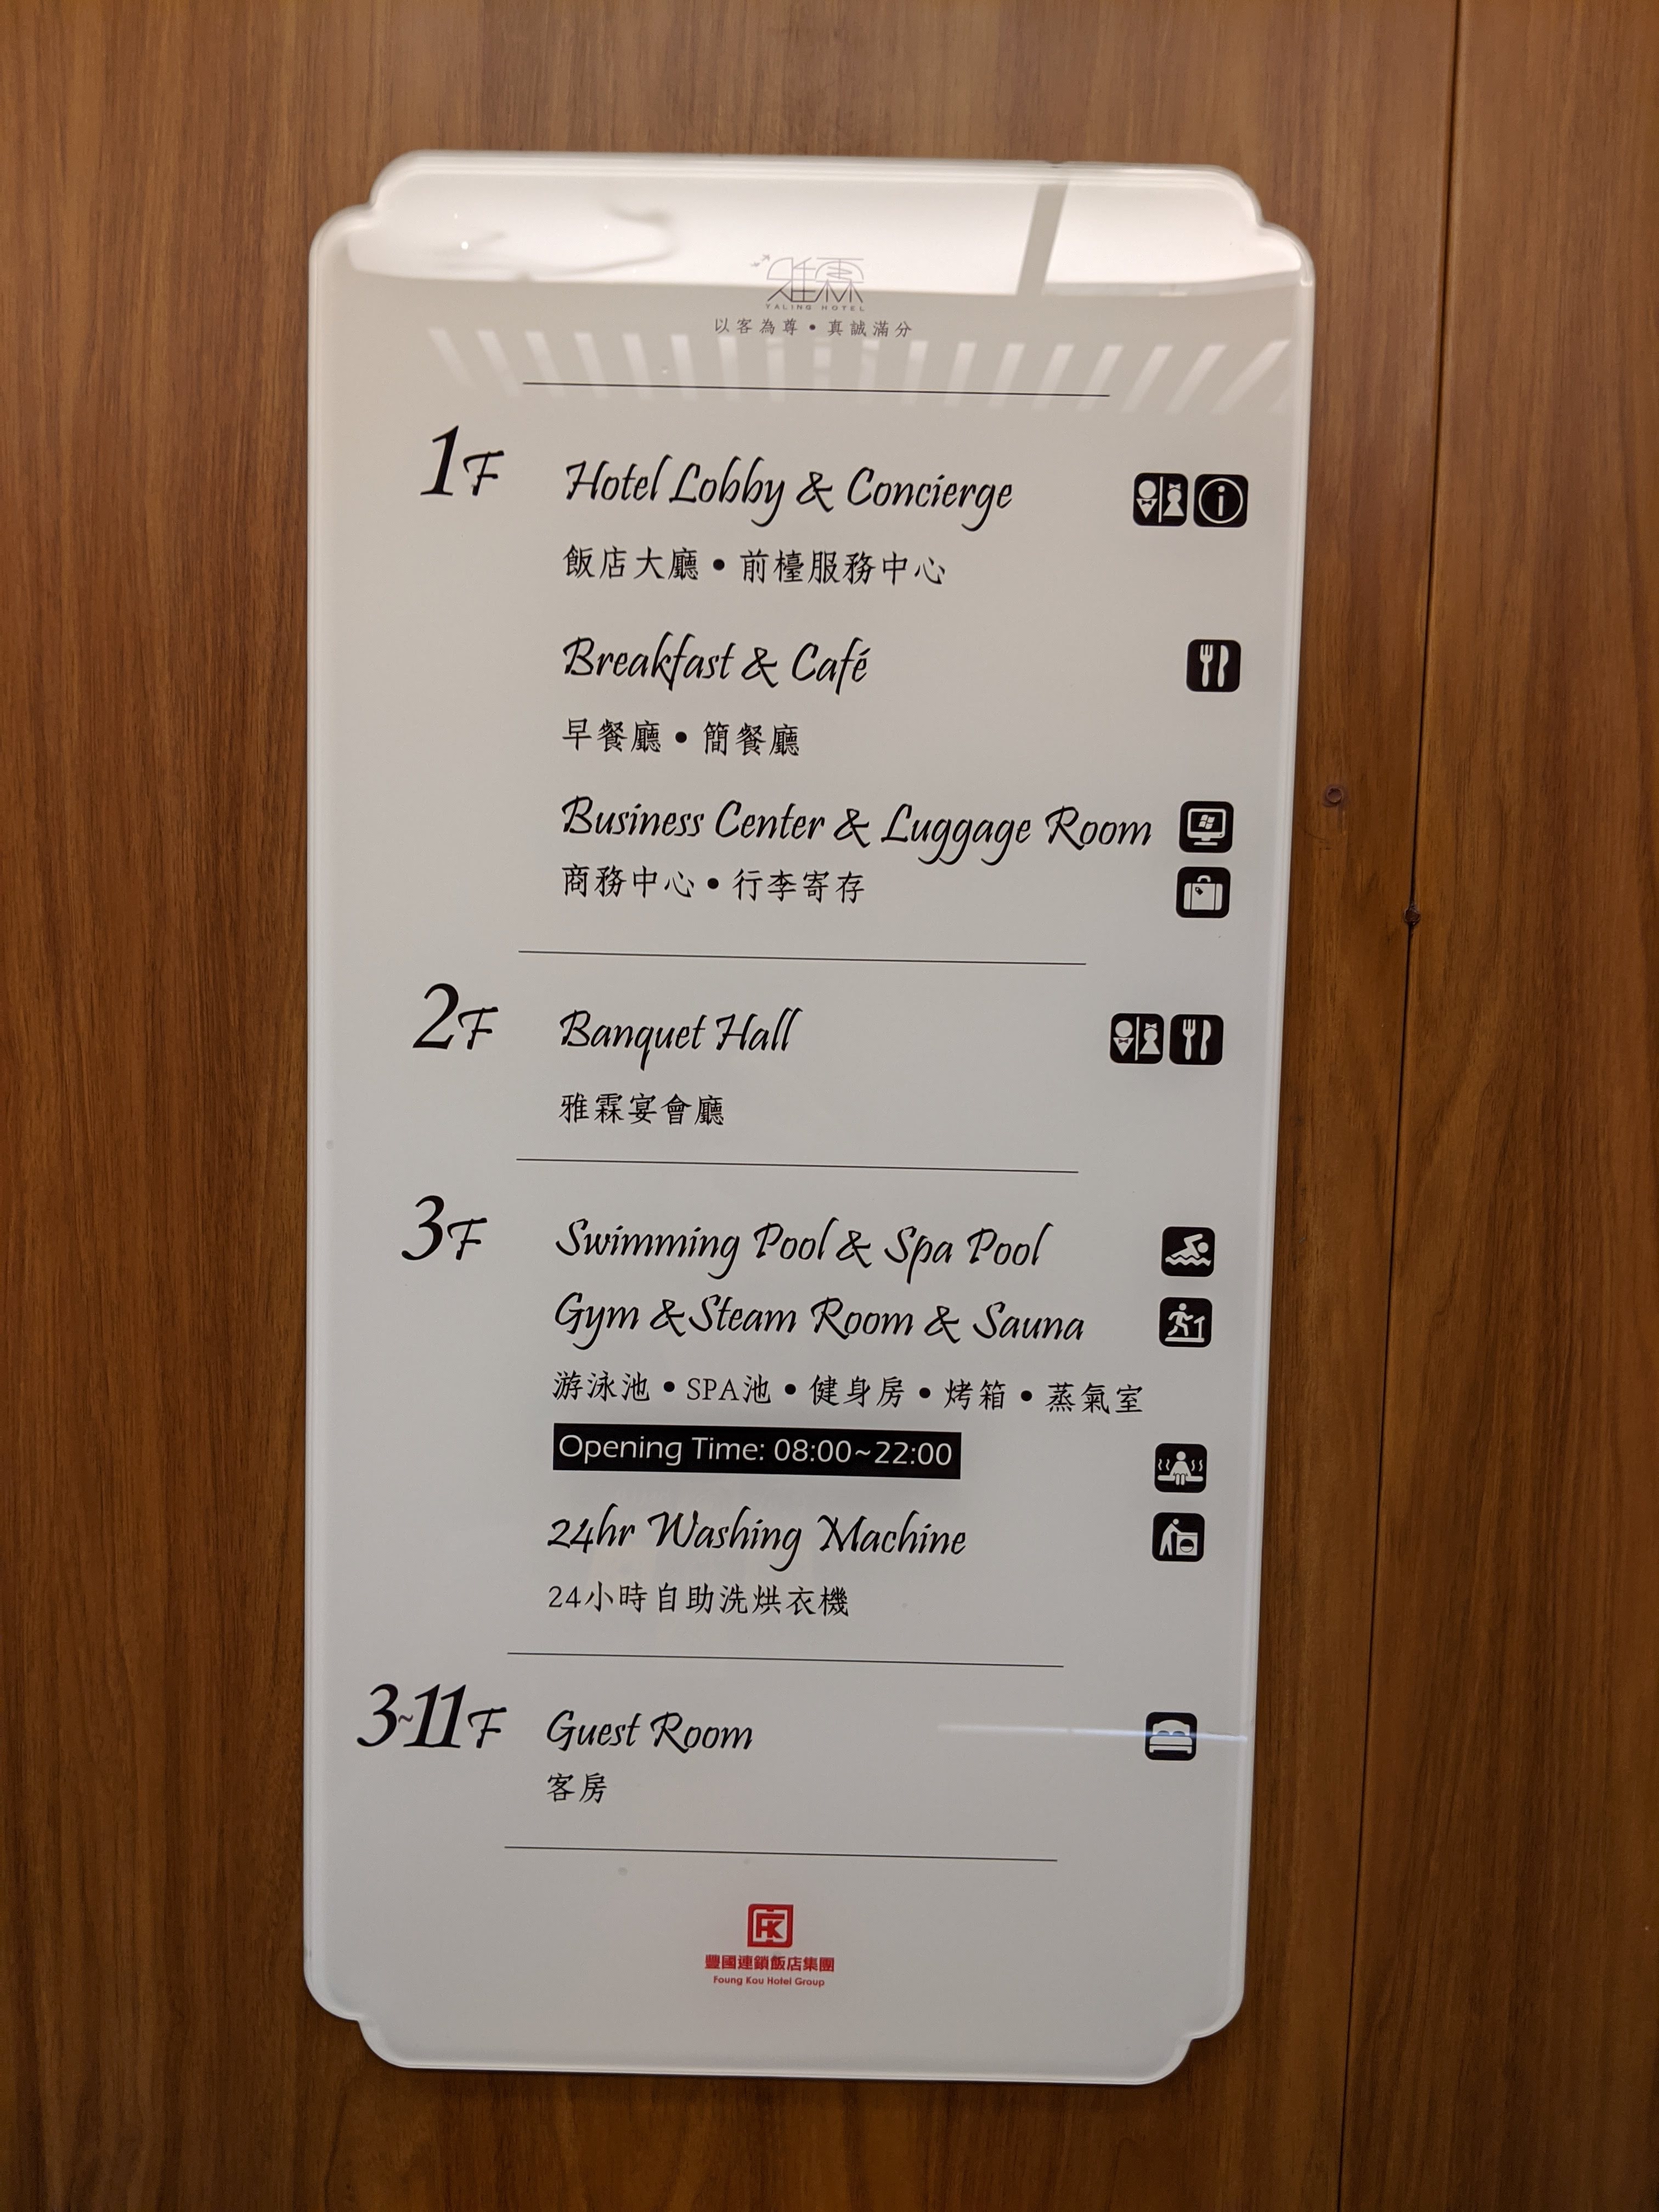 雅霖
YALING HOTEL
以客為尊•真誠滿分
1F
Hotel Lobby & Concierge
飯店大廳•前檯服務中心
Breakfast & Café
早餐廳•簡餐廳
Business Center & Luggage Room
商務中心•行李寄存
2F
Banquet Hall
雅霖宴會廳
3F
Swimming Pool & Spa Pool
Gym &Steam Room & Sauna
游泳池•SPA池•健身房•烤箱•蒸氣室
Opening Time: 08:00~22:00
24hr Washing Machine
24小時自助洗烘衣機
3~11F
Guest Room
客房
FK
豐國連鎖飯店集團
Foung Kou Hotel Group